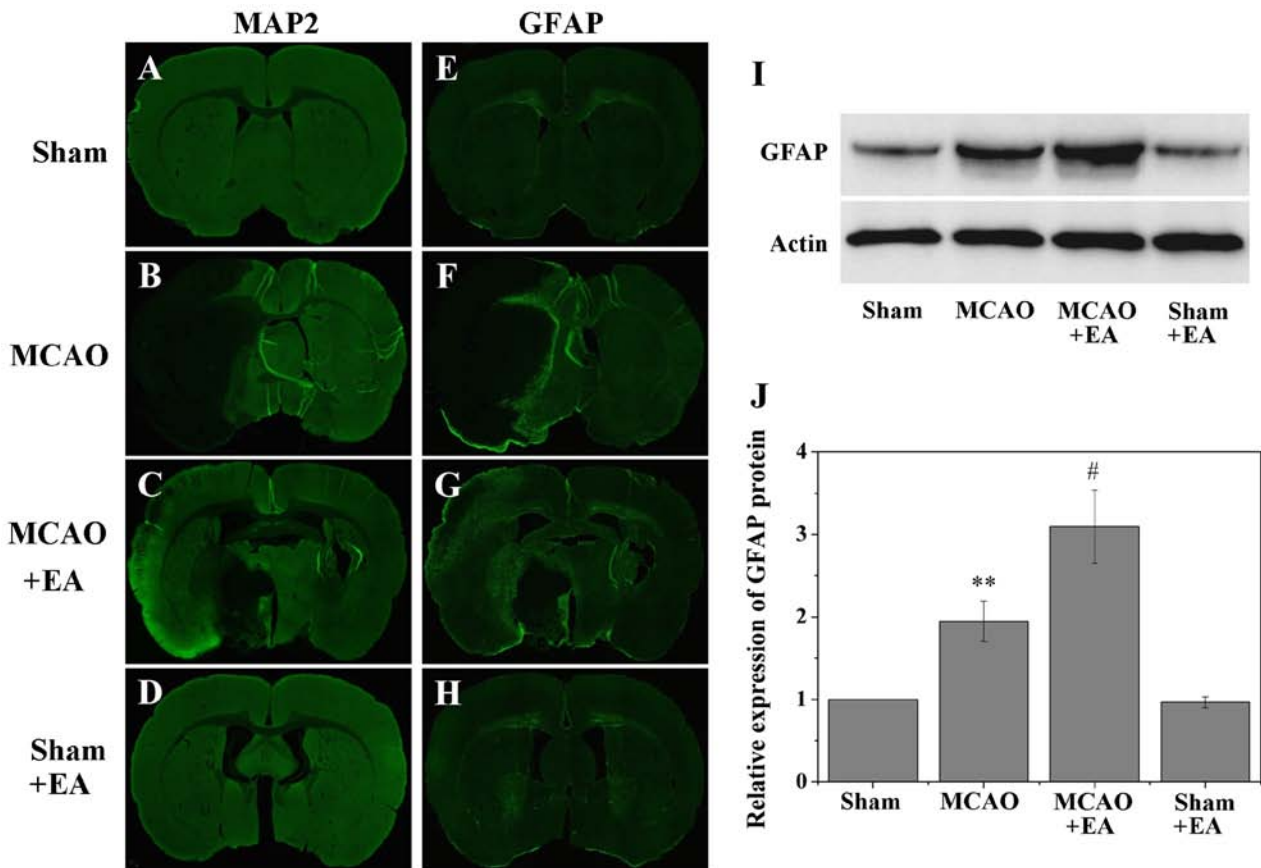 MAP2
GFAP
A
E
Sham
B
F
MCAO
C
G
MCAO
+EA
D
H
Sham
+EA
I
GFAP
Actin
Sham
MCAO
MCAO
+EA
Sham
+EA
J
Relative expression of GFAP protein
4
3
2
1
0
**
#
Sham
MCAO
MCAO
+EA
Sham
+EA